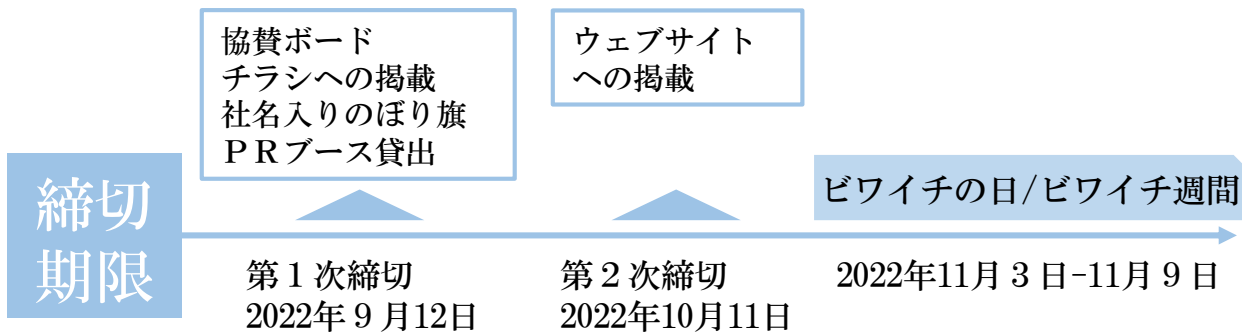 協賛ボード
チラシへの掲載
社名入りのぼり旗
ＰＲブース貸出
ウェブサイト
への掲載
締切
期限
ビワイチの日/ビワイチ週間
第１次締切
2022年９月12日
第２次締切
2022年10月11日
2022年11月３日-11月９日